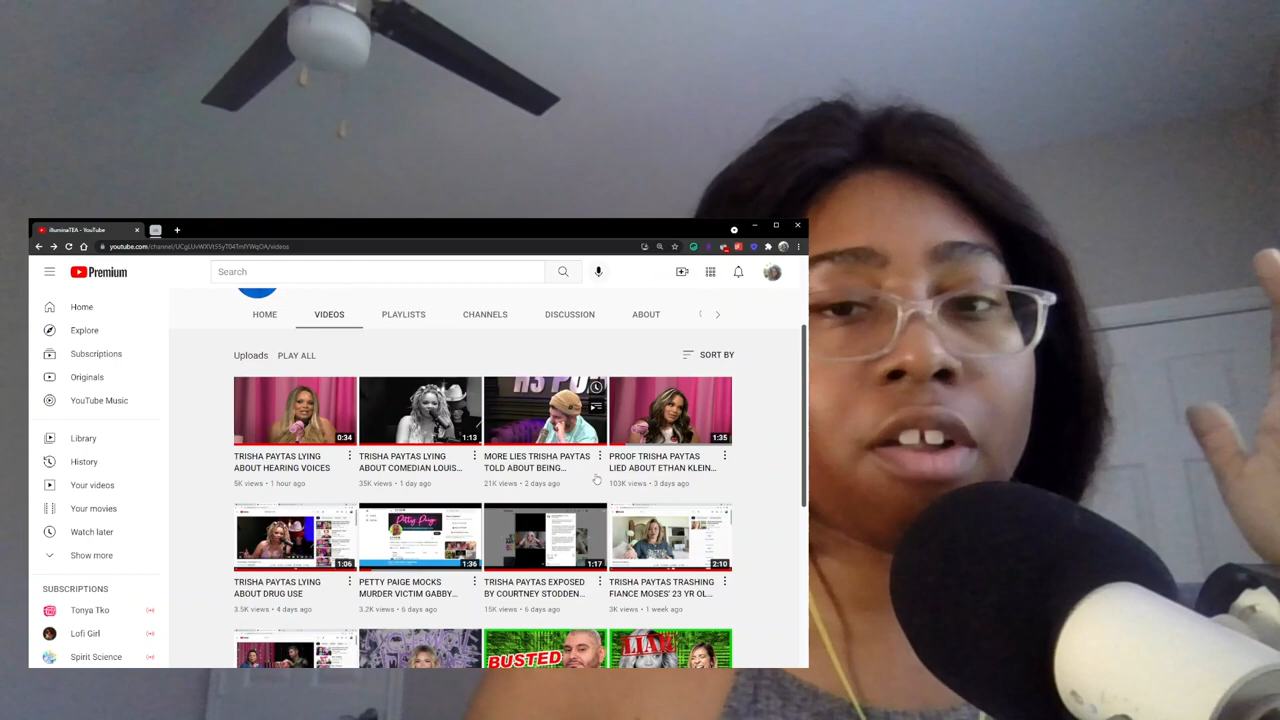 illuminaTEA - YouTube
youtube.com/channel/UCgLUvWXVt55yT04TmIYWqOA/videos
Premium
Search
HOME VIDEOS PLAYLISTS CHANNELS DISCUSSION ABOUT
Home
Explore
Subscriptions
Originals
YouTube Music
Library
History
Your videos
Your movies
Watch later
Show more
SUBSCRIPTIONS
Tonya Tko
Lofi Girl
Spirit Science
Uploads PLAY ALL
SORT BY
0:34
TRISHA PAYTAS LYING
ABOUT HEARING VOICES
5K views • 1 hour ago
1:13
TRISHA PAYTAS LYING
ABOUT COMEDIAN LOUIS...
35K views • 1 day ago
H3 PO
MORE LIES TRISHA PAYTAS
TOLD ABOUT BEING...
21K views • 2 days ago
1:35
PROOF TRISHA PAYTAS
LIED ABOUT ETHAN KLEIN...
103K views • 3 days ago
1:06
TRISHA PAYTAS LYING
ABOUT DRUG USE
3.5K views • 4 days ago
Petty Paige
1:36
PETTY PAIGE MOCKS
MURDER VICTIM GABBY...
3.2K views • 6 days ago
1:17
TRISHA PAYTAS EXPOSED
BY COURTNEY STODDEN...
15K views • 6 days ago
2:10
TRISHA PAYTAS TRASHING
FIANCE MOSES' 23 YR OL...
3K views • 1 week ago
BUSTED
LIAR